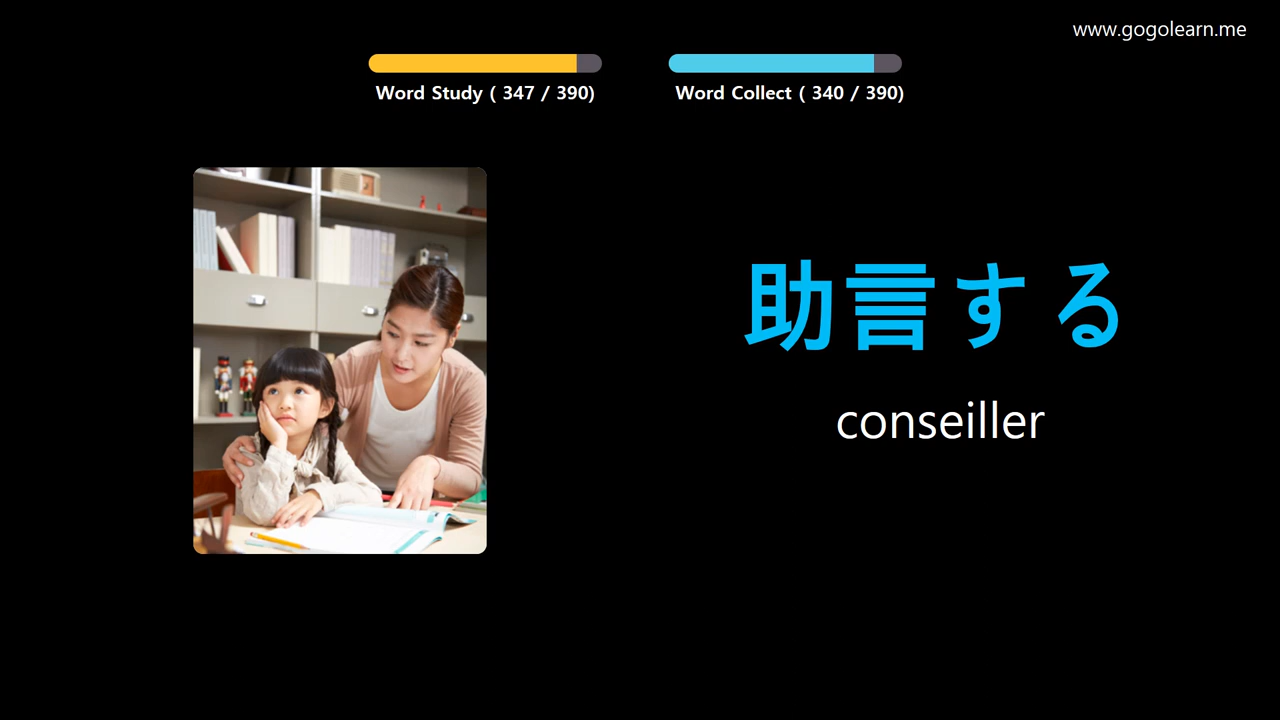 www.gogolearn.me
Word Study ( 347 / 390)
Word Collect ( 340 / 390)
助言する
conseiller